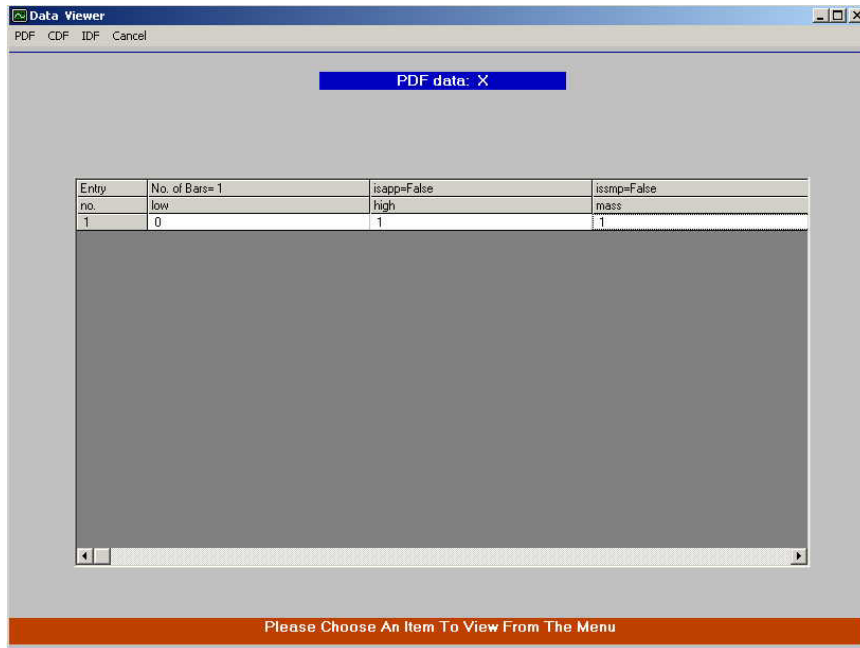 Data Viewer
PDF CDF IDF Cancel
PDF data: X
Entry No. of Bars= 1 isapp=False issmp=False
no. low high mass
1 0 1 1
Please Choose An Item To View From The Menu